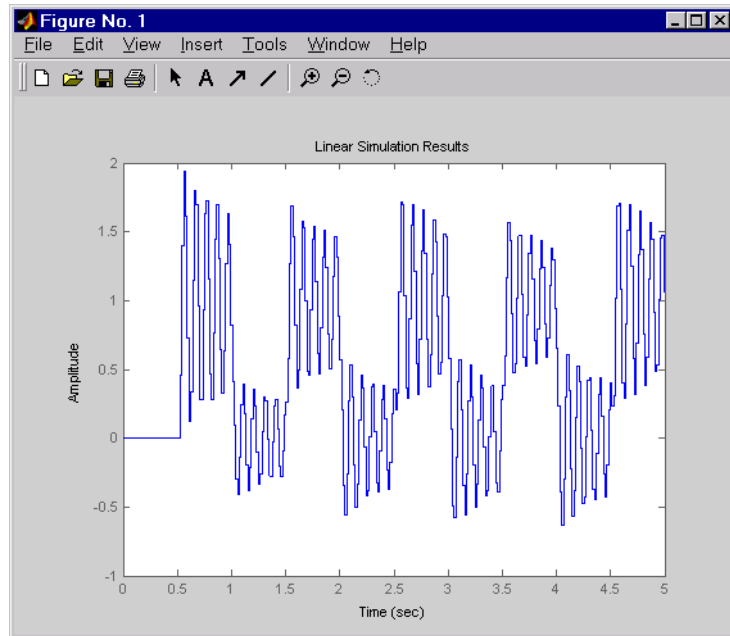 Figure No. 1
File Edit View Insert Tools Window Help
A
Linear Simulation Results
2
1.5
1
0.5
0
-0.5
-1
Amplitude
0 0.5 1 1.5 2 2.5 3 3.5 4 4.5 5
Time (sec)